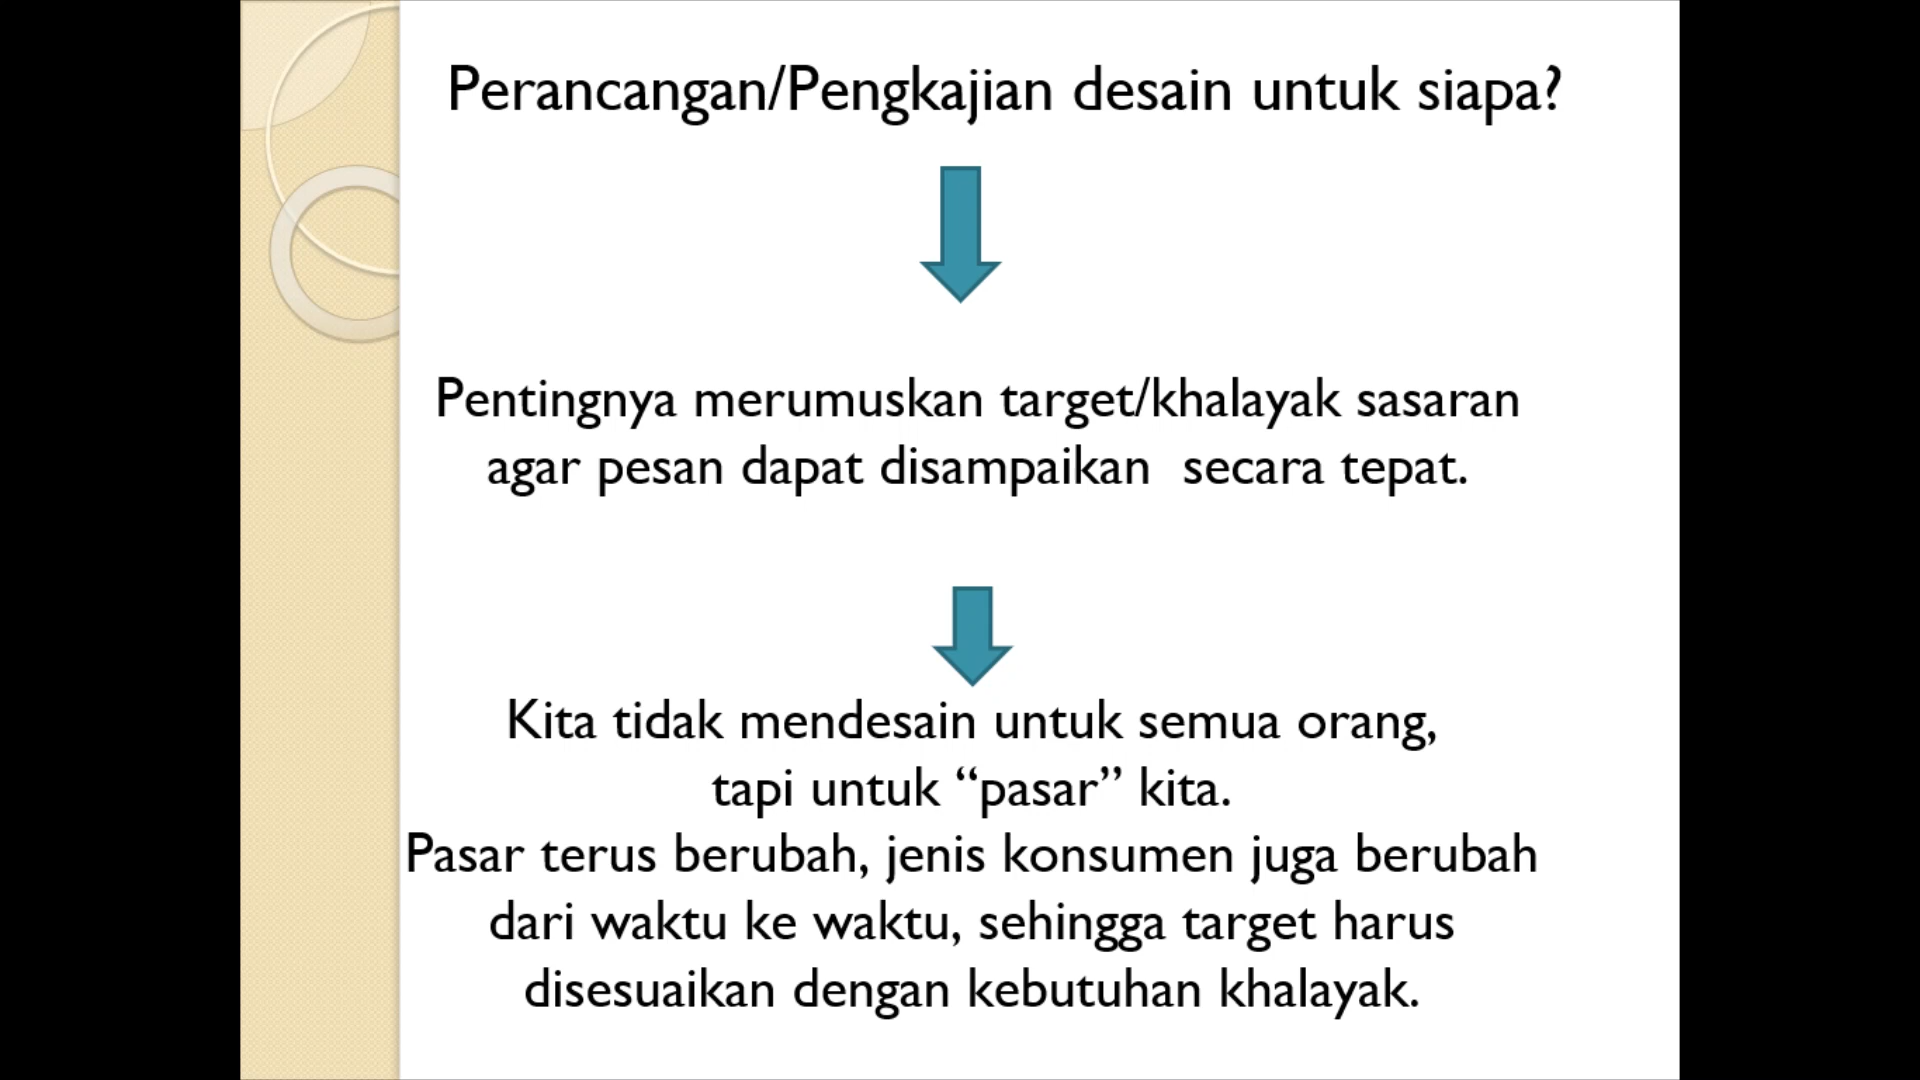 Perancangan/Pengkajian desain untuk siapa?
Pentingnya merumuskan target/khalayak sasaran
agar pesan dapat disampaikan  secara tepat.
Kita tidak mendesain untuk semua orang,
tapi untuk “pasar” kita.
Pasar terus berubah, jenis konsumen juga berubah
dari waktu ke waktu, sehingga target harus
disesuaikan dengan kebutuhan khalayak.